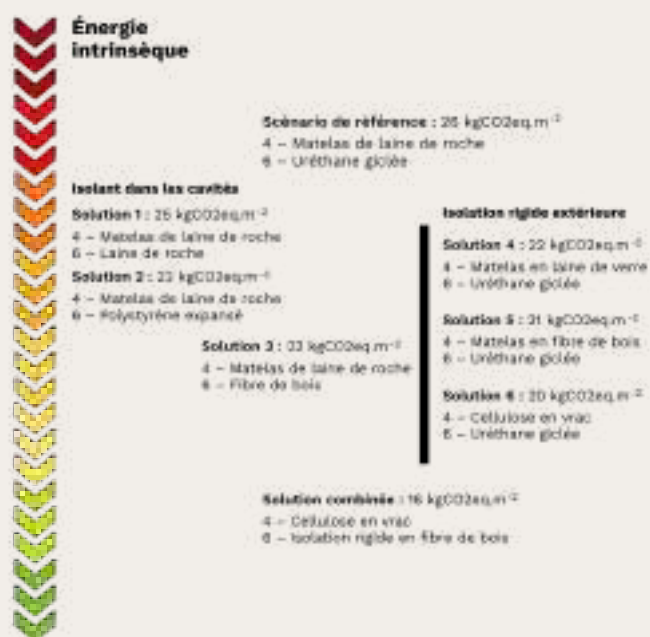 Énergie
intrinsèque
Scénario de référence : 26 kgCO2eq.m⁻²
4 – Matelas de laine de roche
6 – Uréthane giclée
Isolant dans les cavités
Solution 1 : 25 kgCO2eq.m⁻²
4 – Matelas de laine de roche
6 – Laine de roche
Solution 2 : 23 kgCO2eq.m⁻²
4 – Matelas de laine de roche
6 – Polystyrène expansé
Solution 3 : 22 kgCO2eq.m⁻²
4 – Matelas de laine de roche
6 – Fibre de bois
Isolation rigide extérieure
Solution 4 : 22 kgCO2eq.m⁻²
4 – Matelas en laine de verre
6 – Uréthane giclée
Solution 5 : 21 kgCO2eq.m⁻²
4 – Matelas en fibre de bois
6 – Uréthane giclée
Solution 6 : 20 kgCO2eq.m⁻²
4 – Cellulose en vrac
6 – Uréthane giclée
Solution combinée : 16 kgCO2eq.m⁻²
4 – Cellulose en vrac
6 – Isolation rigide en fibre de bois